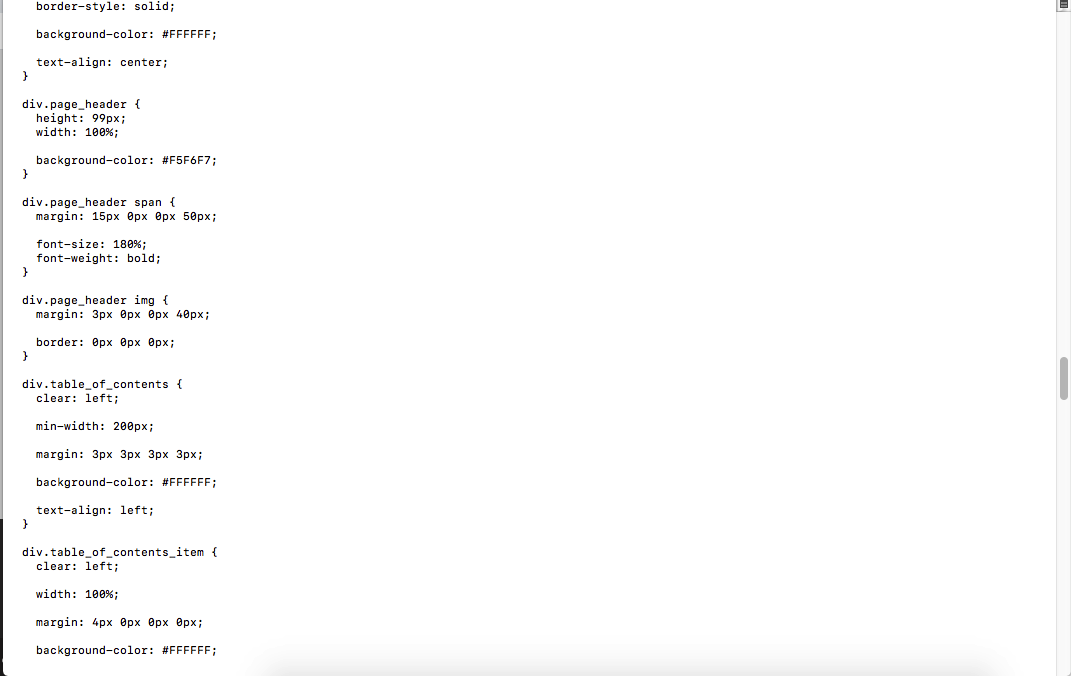 border-style: solid;
background-color: #FFFFFF;
text-align: center;
}
div.page_header {
height: 99px;
width: 100%;
background-color: #F5F6F7;
}
div.page_header span {
margin: 15px 0px 0px 50px;
font-size: 180%;
font-weight: bold;
}
div.page_header img {
margin: 3px 0px 0px 40px;
border: 0px 0px 0px;
}
div.table_of_contents {
clear: left;
min-width: 200px;
margin: 3px 3px 3px 3px;
background-color: #FFFFFF;
text-align: left;
}
div.table_of_contents_item {
clear: left;
width: 100%;
margin: 4px 0px 0px 0px;
background-color: #FFFFFF;